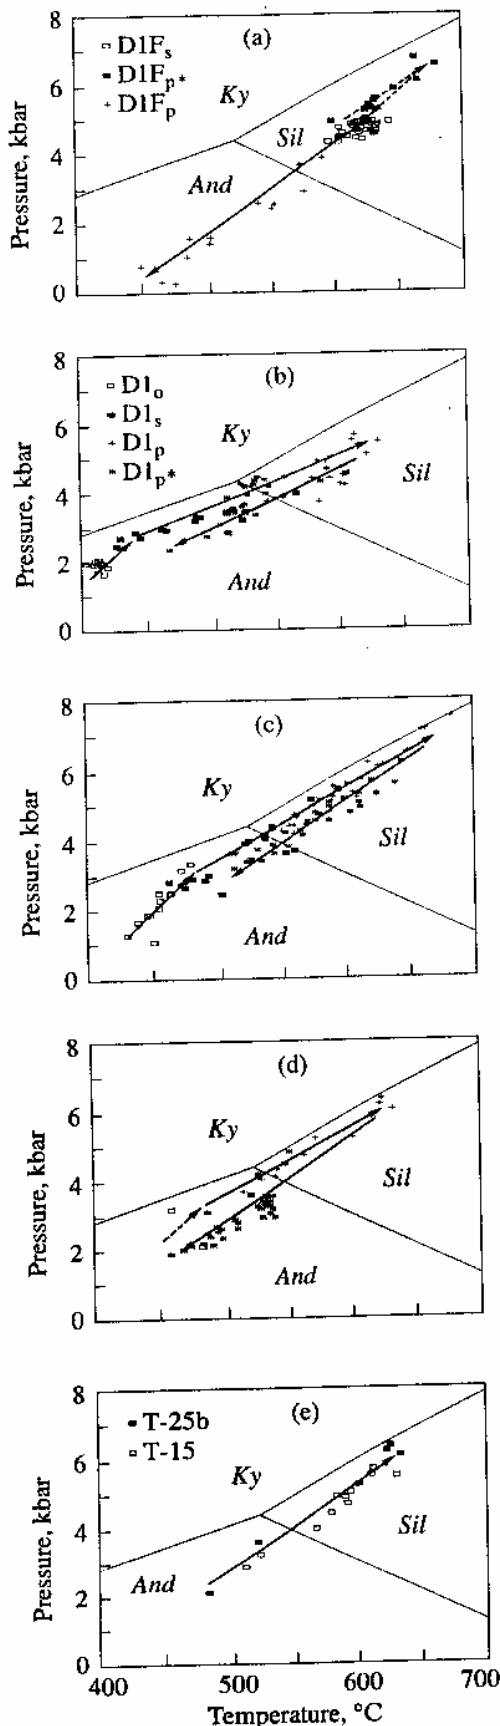 (a)
D1Fs
D1Fp*
D1Fp
Ky
Sil
And
8
6
4
2
0
Pressure, kbar
(b)
D1o
D1s
D1p
D1p*
Ky
Sil
And
8
6
4
2
0
Pressure, kbar
(c)
Ky
Sil
And
8
6
4
2
0
Pressure, kbar
(d)
Ky
Sil
And
8
6
4
2
0
Pressure, kbar
(e)
T-25b
T-15
Ky
Sil
And
8
6
4
2
0
Pressure, kbar
400 500 600 700
Temperature, °C